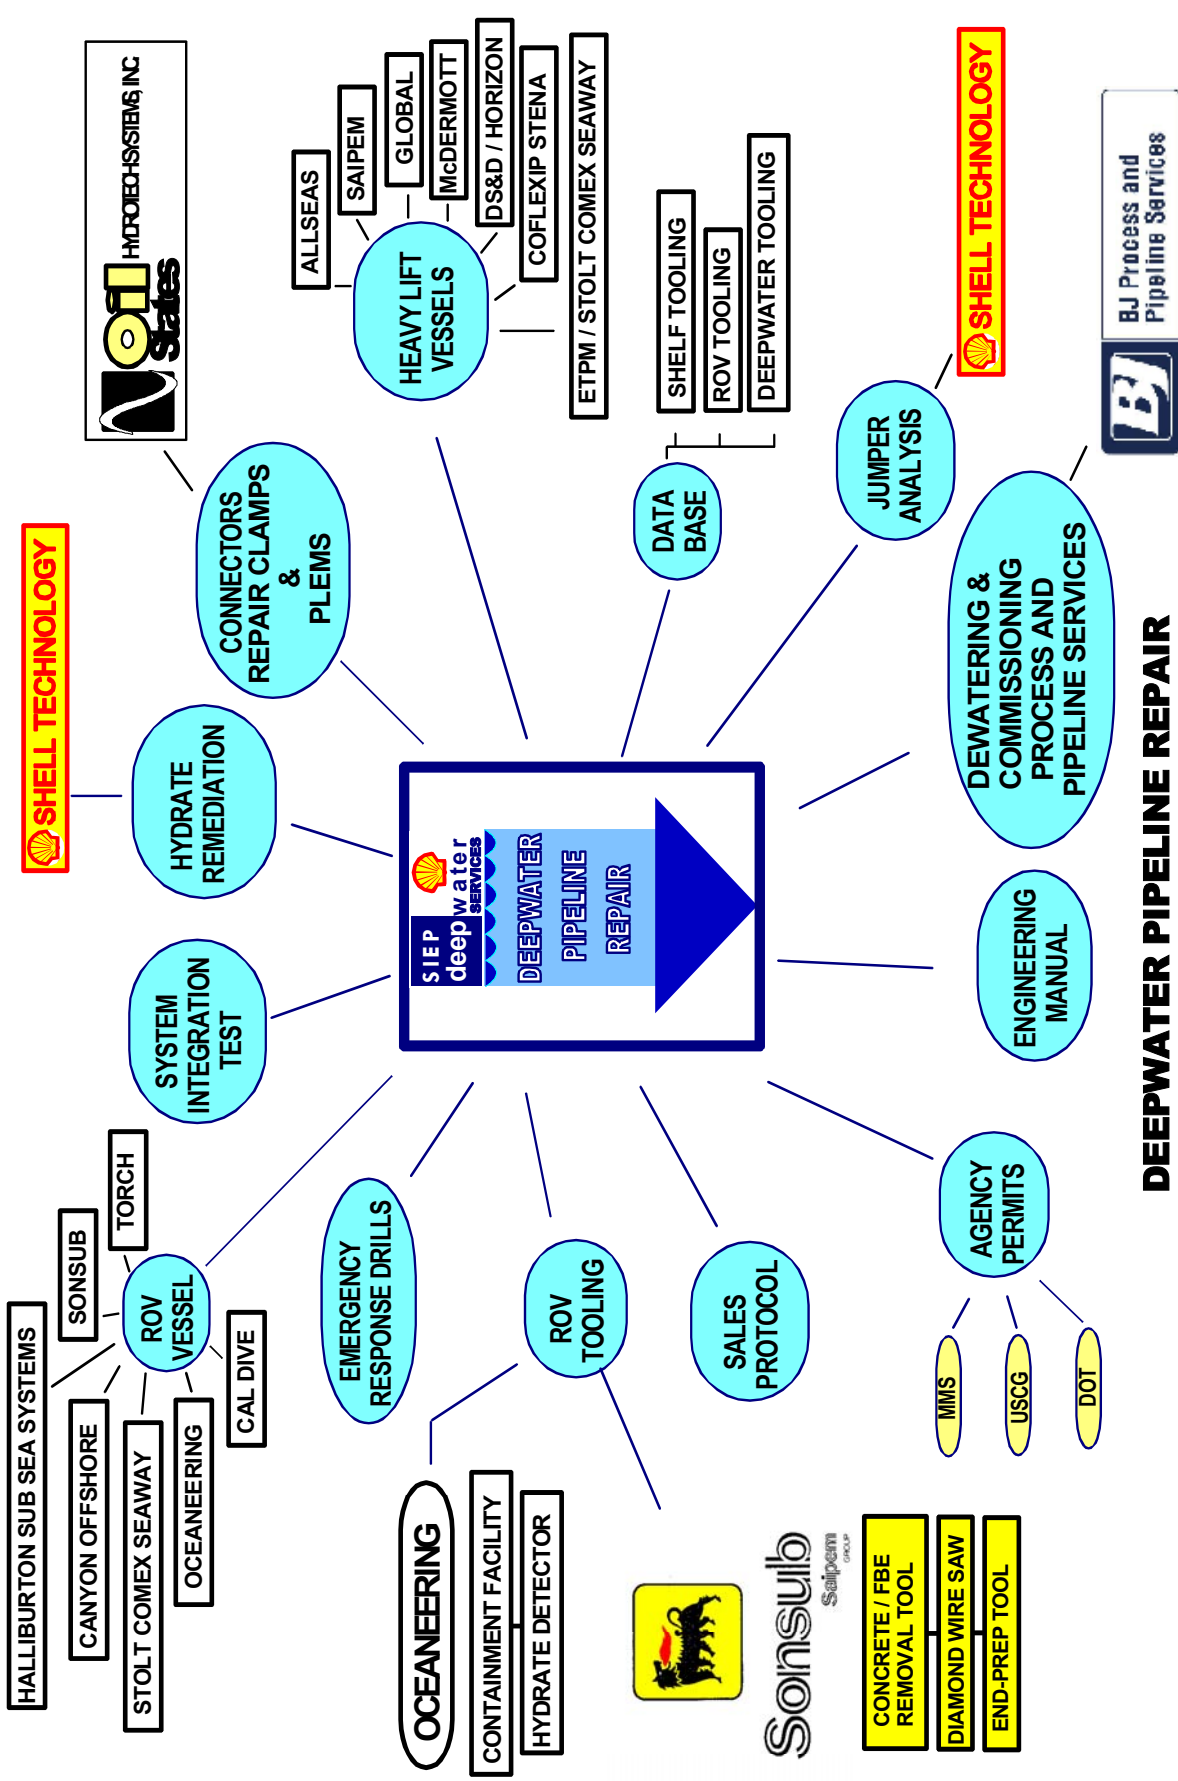 HALLIBURTON SUB SEA SYSTEMS
CANYON OFFSHORE
STOLT COMEX SEAWAY
OCEANEERING
CAL DIVE
SONSUB
TORCH
ROV
VESSEL
SYSTEM
INTEGRATION
TEST
SHELL TECHNOLOGY
HYDRATE
REMEDIATION
CONNECTORS
REPAIR CLAMPS
&
PLEMS
Oil
States
HYDROTECH SYSTEMS, INC.
HEAVY LIFT
VESSELS
ALLSEAS
SAIPEM
GLOBAL
McDERMOTT
DS&D / HORIZON
COFLEXIP STENA
ETPM / STOLT COMEX SEAWAY
EMERGENCY
RESPONSE DRILLS
ROV
TOOLING
OCEANEERING
CONTAINMENT FACILITY
HYDRATE DETECTOR
Sonsulb
Saipem
GROUP
CONCRETE / FBE
REMOVAL TOOL
DIAMOND WIRE SAW
END-PREP TOOL
SIEP
deepwater
SERVICES
DEEPWATER
PIPELINE
REPAIR
DATA
BASE
SHELF TOOLING
ROV TOOLING
DEEPWATER TOOLING
SALES
PROTOCOL
JUMPER
ANALYSIS
SHELL TECHNOLOGY
AGENCY
PERMITS
MMS
USCG
DOT
ENGINEERING
MANUAL
DEWATERING &
COMMISSIONING
PROCESS AND
PIPELINE SERVICES
BJ
BJ Process and
Pipeline Services
DEEPWATER PIPELINE REPAIR